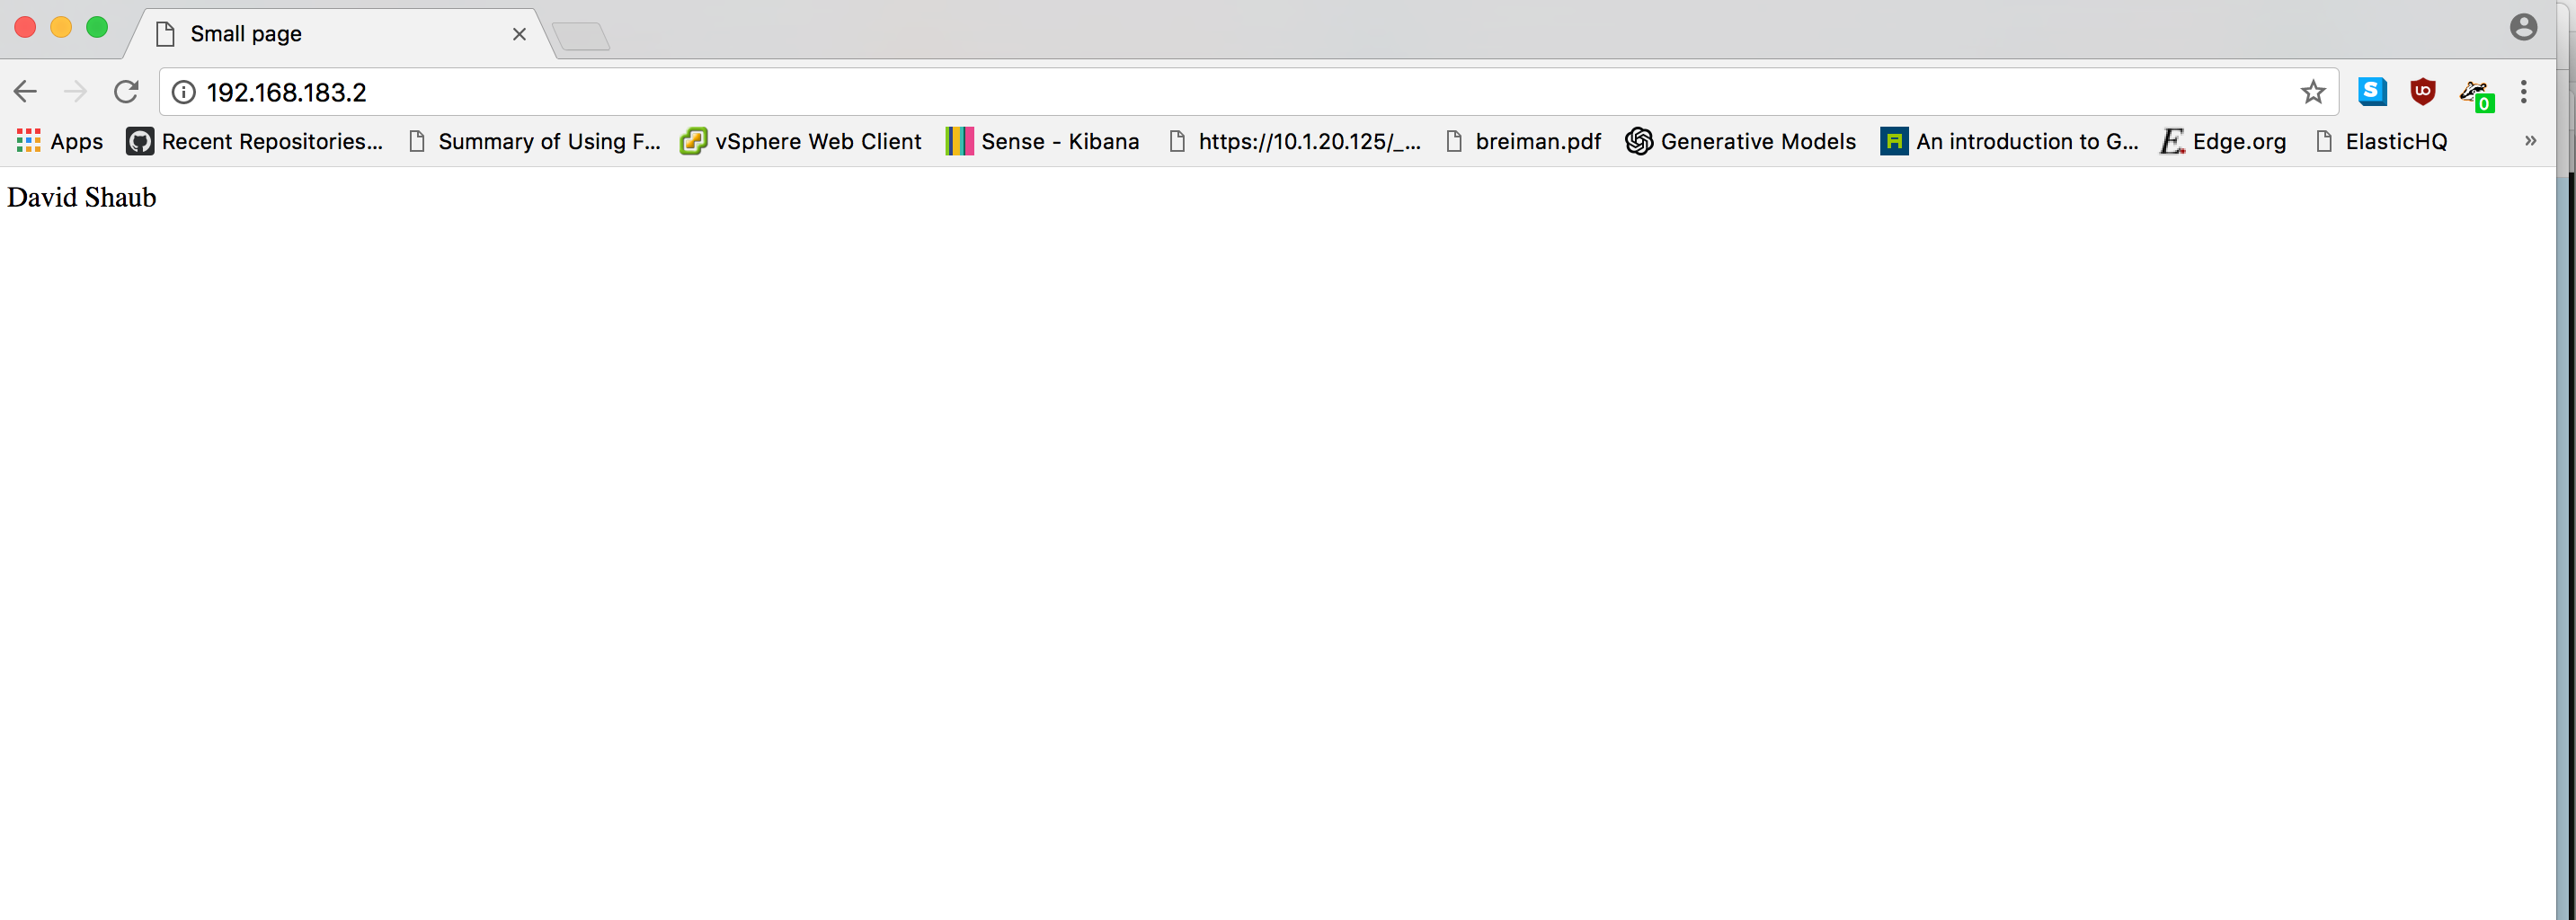 Small page
192.168.183.2
S
0
Apps Recent Repositories... Summary of Using F... vSphere Web Client Sense - Kibana https://10.1.20.125/_... breiman.pdf Generative Models An introduction to G... Edge.org ElasticHQ »
David Shaub